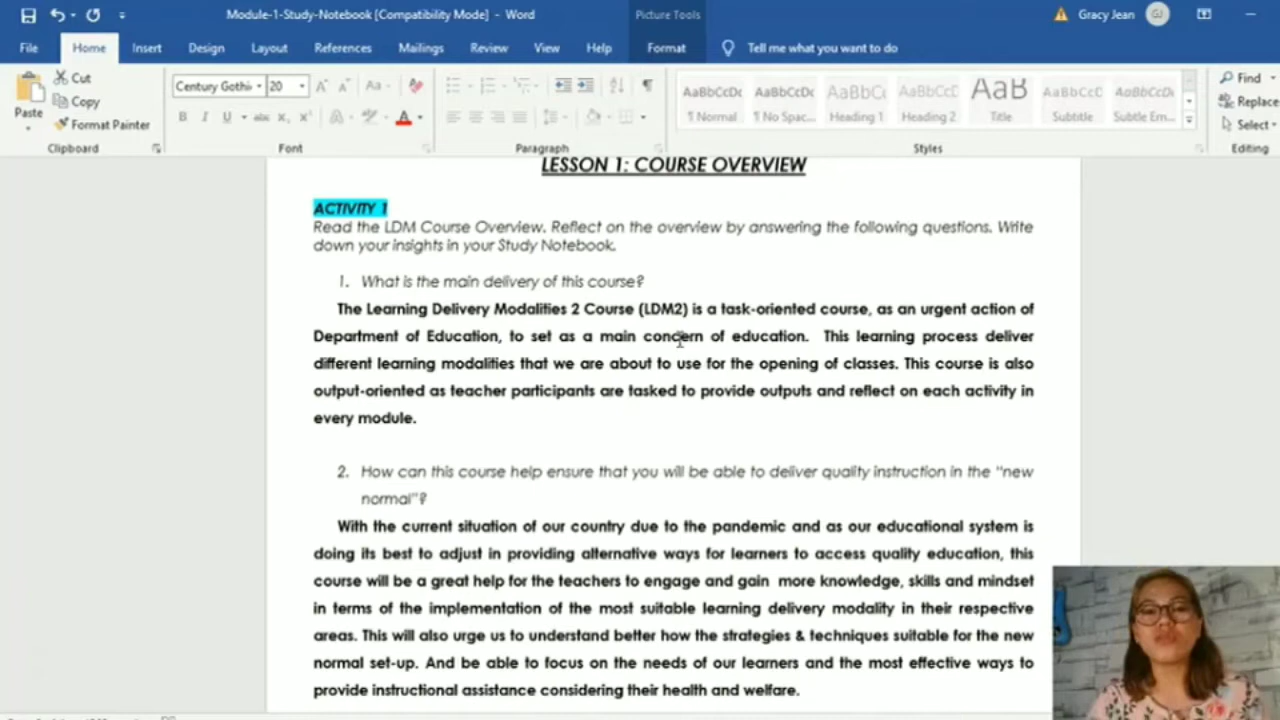 Module-1-Study-Notebook [Compatibility Mode] - Word
Picture Tools
Gracy Jean
GJ
File Home Insert Design Layout References Mailings Review View Help Format Tell me what you want to do
Paste
Cut
Copy
Format Painter
Clipboard
Century Gothi 20
B I U abc
Font
Paragraph
AaBbCcDc AaBbCcDc AaBbC AaBbCcD AaB AaBbCcC AaBbCcDc
¶ Normal ¶ No Spac... Heading 1 Heading 2 Title Subtitle Subtle Em...
Styles
Find
Replace
Select
Editing
LESSON 1: COURSE OVERVIEW
ACTIVITY 1
Read the LDM Course Overview. Reflect on the overview by answering the following questions. Write
down your insights in your Study Notebook.
1. What is the main delivery of this course?
The Learning Delivery Modalities 2 Course (LDM2) is a task-oriented course, as an urgent action of
Department of Education, to set as a main concern of education. This learning process deliver
different learning modalities that we are about to use for the opening of classes. This course is also
output-oriented as teacher participants are tasked to provide outputs and reflect on each activity in
every module.
2. How can this course help ensure that you will be able to deliver quality instruction in the "new
normal"?
With the current situation of our country due to the pandemic and as our educational system is
doing its best to adjust in providing alternative ways for learners to access quality education, this
course will be a great help for the teachers to engage and gain more knowledge, skills and mindset
in terms of the implementation of the most suitable learning delivery modality in their respective
areas. This will also urge us to understand better how the strategies & techniques suitable for the new
normal set-up. And be able to focus on the needs of our learners and the most effective ways to
provide instructional assistance considering their health and welfare.